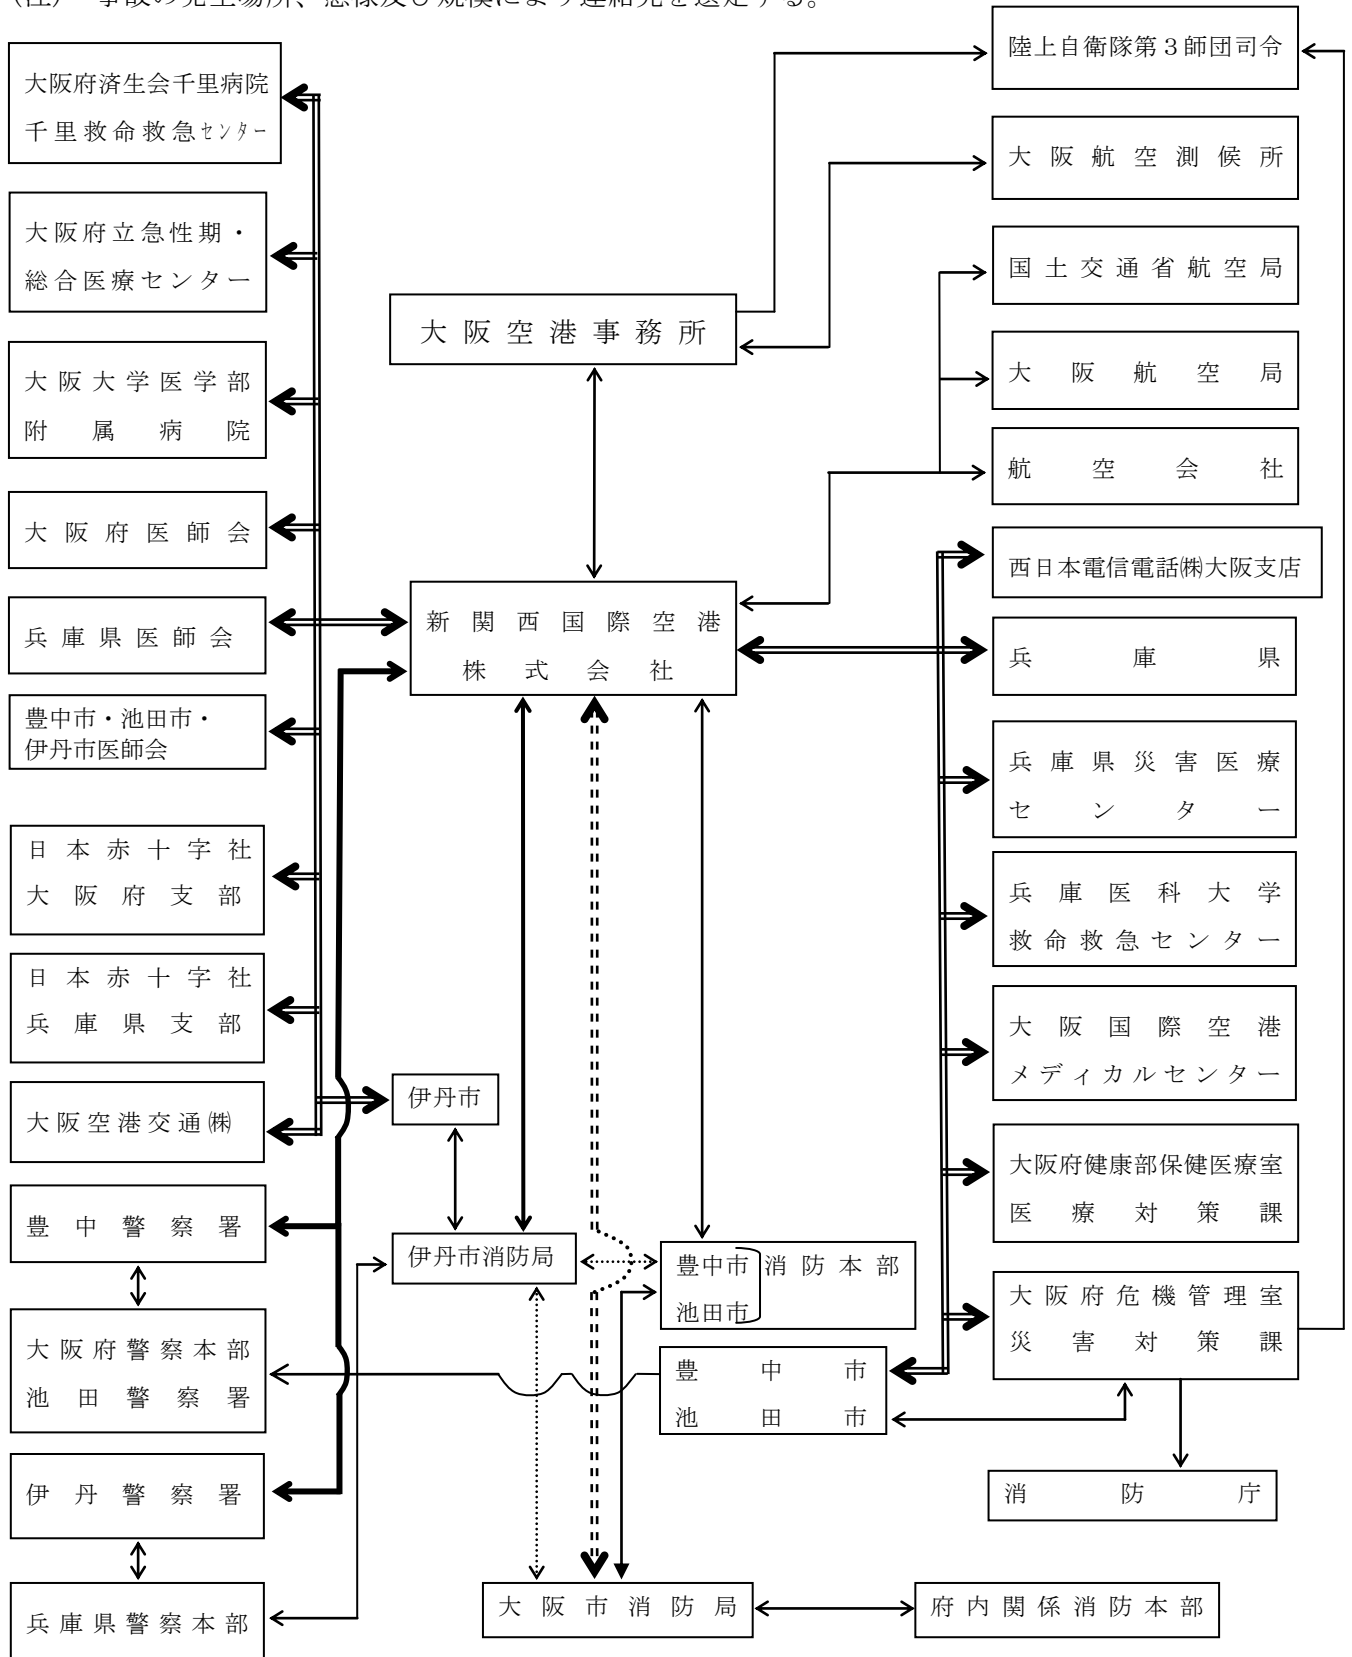 (注) 事故の発生場所、態様及び規模により連絡先を選定する。
大阪府済生会千里病院
千里救命救急センター
大阪府立急性期・
総合医療センター
大阪大学医学部
附属病院
大阪府医師会
兵庫県医師会
豊中市・池田市・
伊丹市医師会
日本赤十字社
大阪府支部
日本赤十字社
兵庫県支部
大阪空港交通㈱
豊中警察署
大阪府警察本部
池田警察署
伊丹警察署
兵庫県警察本部
大阪空港事務所
新関西国際空港
株式会社
伊丹市
伊丹市消防局
豊中市 消防本部
池田市
豊中市
池田市
大阪市消防局
府内関係消防本部
陸上自衛隊第3師団司令
大阪航空測候所
国土交通省航空局
大阪航空局
航空会社
西日本電信電話㈱大阪支店
兵庫県
兵庫県災害医療
センター
兵庫医科大学
救命救急センター
大阪国際空港
メディカルセンター
大阪府健康部保健医療室
医療対策課
大阪府危機管理室
災害対策課
消防庁